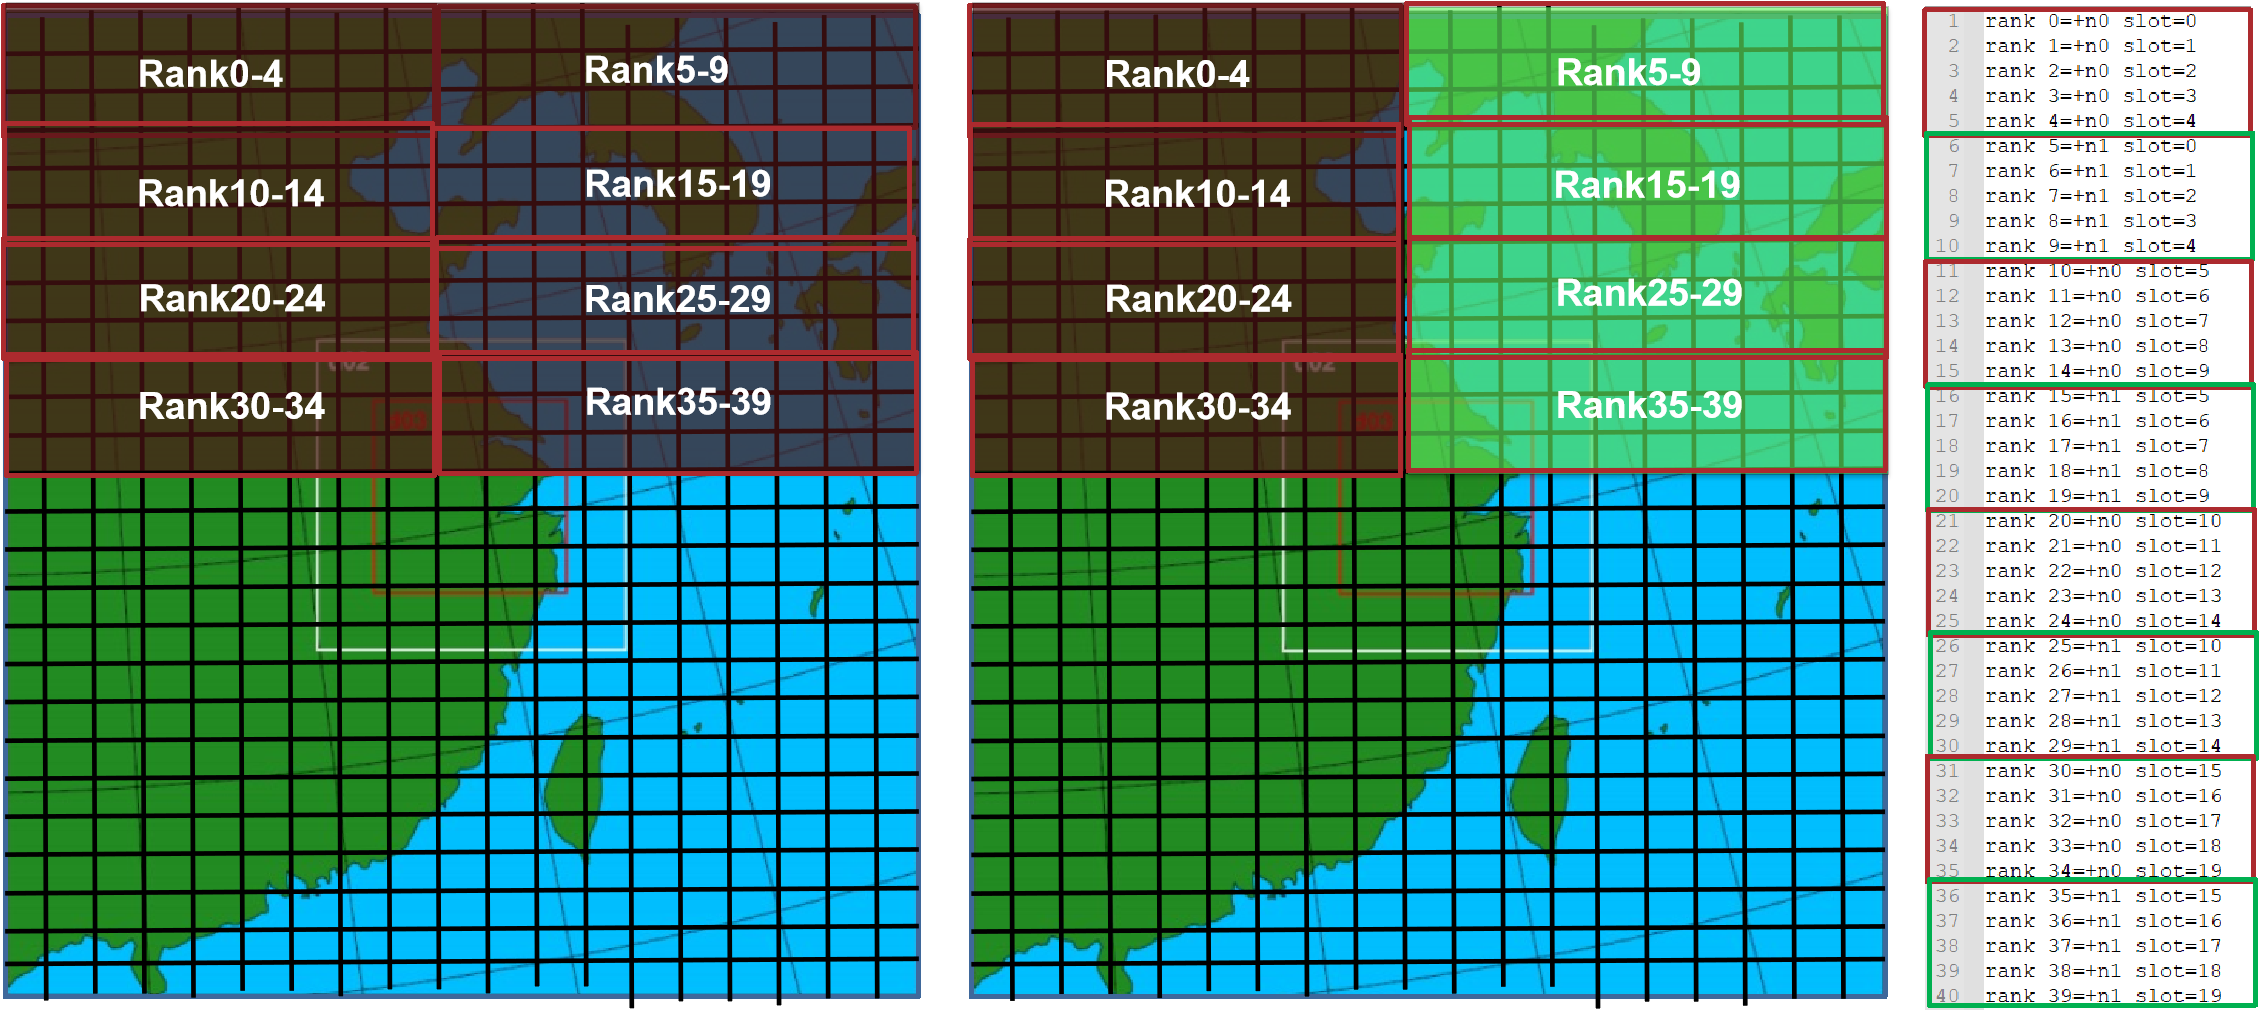 Rank0-4
Rank5-9
Rank10-14
Rank15-19
Rank20-24
Rank25-29
Rank30-34
Rank35-39
Rank0-4
Rank5-9
Rank10-14
Rank15-19
Rank20-24
Rank25-29
Rank30-34
Rank35-39
1 rank 0=+n0 slot=0
2 rank 1=+n0 slot=1
3 rank 2=+n0 slot=2
4 rank 3=+n0 slot=3
5 rank 4=+n0 slot=4
6 rank 5=+n1 slot=0
7 rank 6=+n1 slot=1
8 rank 7=+n1 slot=2
9 rank 8=+n1 slot=3
10 rank 9=+n1 slot=4
11 rank 10=+n0 slot=5
12 rank 11=+n0 slot=6
13 rank 12=+n0 slot=7
14 rank 13=+n0 slot=8
15 rank 14=+n0 slot=9
16 rank 15=+n1 slot=5
17 rank 16=+n1 slot=6
18 rank 17=+n1 slot=7
19 rank 18=+n1 slot=8
20 rank 19=+n1 slot=9
21 rank 20=+n0 slot=10
22 rank 21=+n0 slot=11
23 rank 22=+n0 slot=12
24 rank 23=+n0 slot=13
25 rank 24=+n0 slot=14
26 rank 25=+n1 slot=10
27 rank 26=+n1 slot=11
28 rank 27=+n1 slot=12
29 rank 28=+n1 slot=13
30 rank 29=+n1 slot=14
31 rank 30=+n0 slot=15
32 rank 31=+n0 slot=16
33 rank 32=+n0 slot=17
34 rank 33=+n0 slot=18
35 rank 34=+n0 slot=19
36 rank 35=+n1 slot=15
37 rank 36=+n1 slot=16
38 rank 37=+n1 slot=17
39 rank 38=+n1 slot=18
40 rank 39=+n1 slot=19